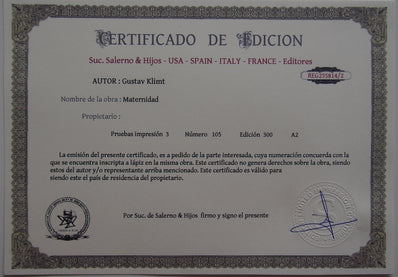 CERTIFICADO DE EDICION
Suc. Salerno & Hijos - USA - SPAIN - ITALY - FRANCE - Editores
REG235814/2
AUTOR : Gustav Klimt
Nombre de la obra : Maternidad
Propietario :
Pruebas impresión 3 Número 105 Edición 300 A2
La emisión del presente certificado, es a pedido de la parte interesada, cuya numeración concuerda con la
que se encuentra inscripta a lápiz en la misma obra. Este certificado no genera derechos sobre la obra, siendo
estos del autor y/o representante arriba mencionado. Este certificado es válido para
siendo este el país de residencia del propietario.
Por Suc. de Salerno & Hijos firmo y signo el presente